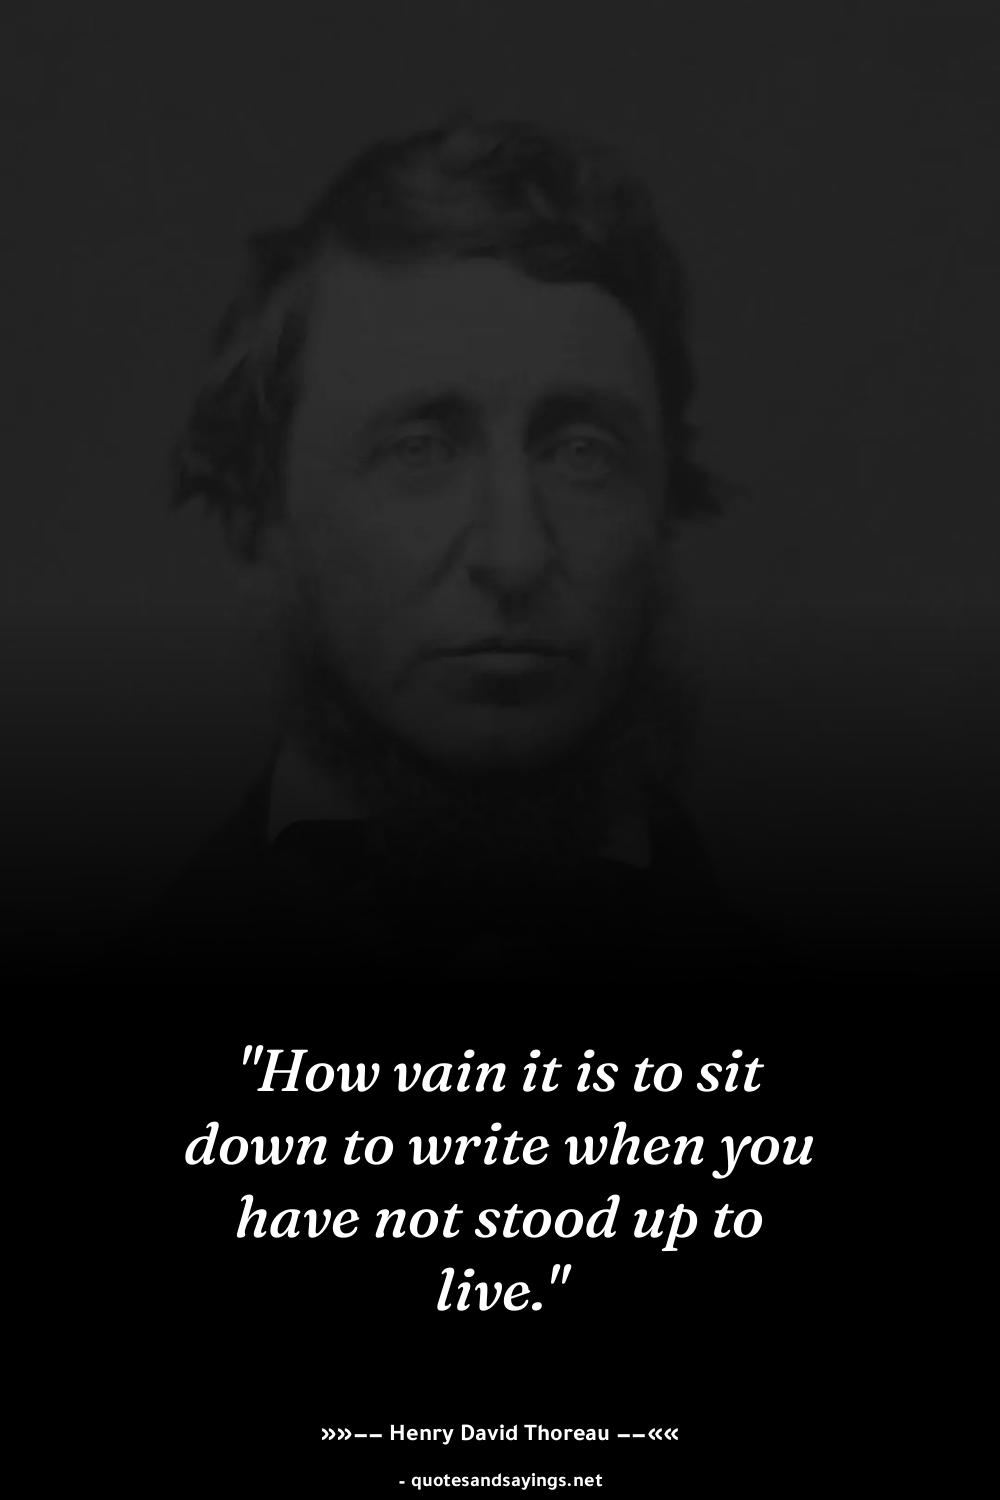 "How vain it is to sit
down to write when you
have not stood up to
live."
»»–– Henry David Thoreau ––««
- quotesandsayings.net